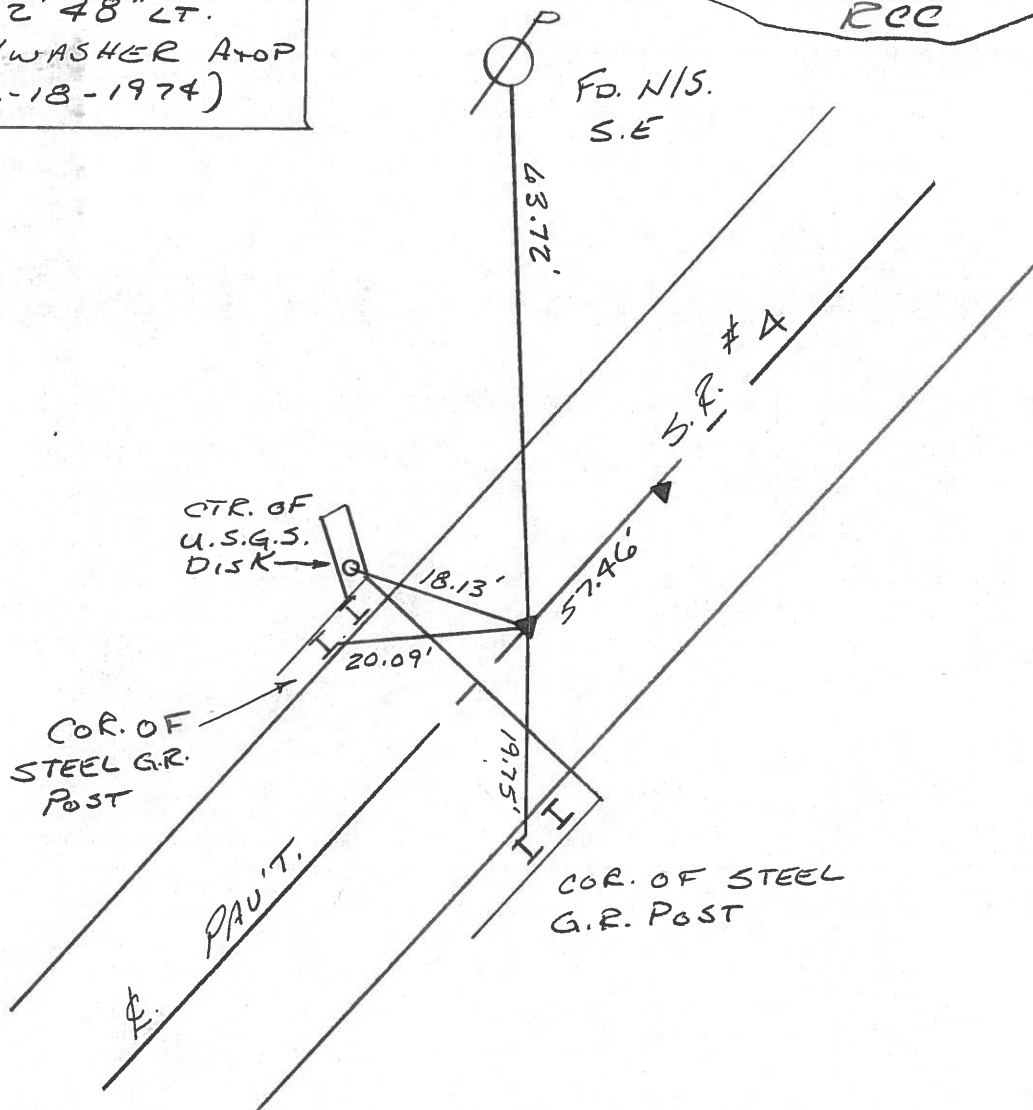 2' 48" LT.
WASHER ATOP
-18-1974)
RCC
FD. N/S.
S.E
63.72'
S.R. # 4
CTR. OF
U.S.G.S.
DISK
18.13'
57.46'
20.09'
COR. OF
STEEL G.R.
POST
19.75'
COR. OF STEEL
G.R. POST
℄. PAV'T.